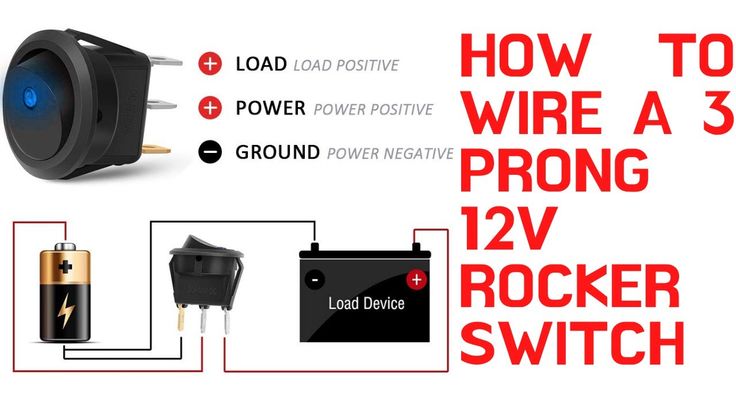 HOW TO
WIRE A 3
PRONG
12V
ROCKER
SWITCH
+ LOAD LOAD POSITIVE
+ POWER POWER POSITIVE
- GROUND POWER NEGATIVE
+
- +
Load Device